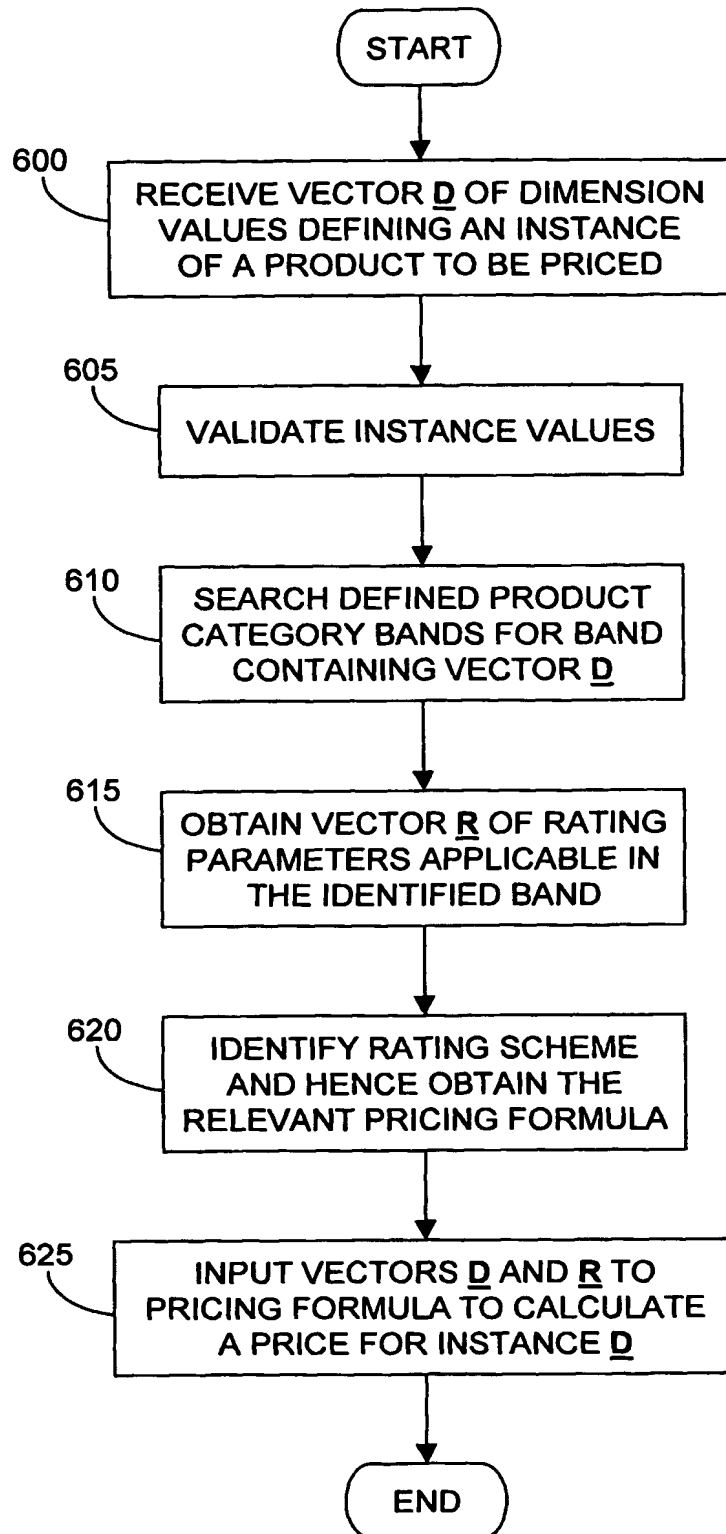 START
600
RECEIVE VECTOR D OF DIMENSION
VALUES DEFINING AN INSTANCE
OF A PRODUCT TO BE PRICED
605
VALIDATE INSTANCE VALUES
610
SEARCH DEFINED PRODUCT
CATEGORY BANDS FOR BAND
CONTAINING VECTOR D
615
OBTAIN VECTOR R OF RATING
PARAMETERS APPLICABLE IN
THE IDENTIFIED BAND
620
IDENTIFY RATING SCHEME
AND HENCE OBTAIN THE
RELEVANT PRICING FORMULA
625
INPUT VECTORS D AND R TO
PRICING FORMULA TO CALCULATE
A PRICE FOR INSTANCE D
END